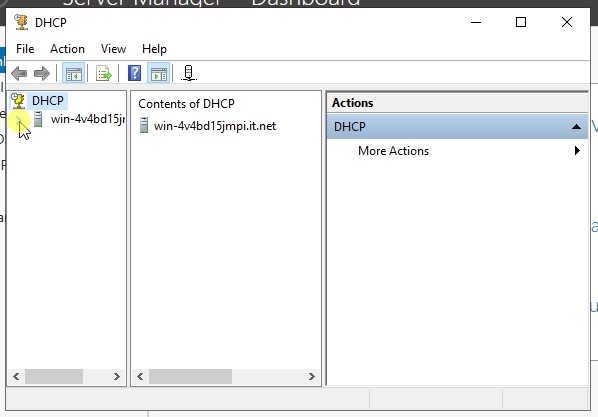 Server Manager Dashboard
DHCP
File Action View Help
DHCP
win-4v4bd15jr
Contents of DHCP
win-4v4bd15jmpi.it.net
Actions
DHCP
More Actions